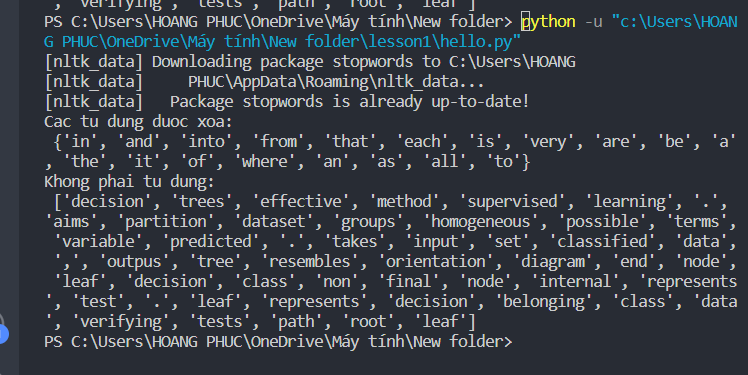 , 'verifying', 'tests', 'path', 'root', 'leaf']
PS C:\Users\HOANG PHUC\OneDrive\Máy tính\New folder> python -u "c:\Users\HOAN
G PHUC\OneDrive\Máy tính\New folder\lesson1\hello.py"
[nltk_data] Downloading package stopwords to C:\Users\HOANG
[nltk_data]     PHUC\AppData\Roaming\nltk_data...
[nltk_data]   Package stopwords is already up-to-date!
Cac tu dung duoc xoa:
 {'in', 'and', 'into', 'from', 'that', 'each', 'is', 'very', 'are', 'be', 'a'
, 'the', 'it', 'of', 'where', 'an', 'as', 'all', 'to'}
Khong phai tu dung:
 ['decision', 'trees', 'effective', 'method', 'supervised', 'learning', '.',
'aims', 'partition', 'dataset', 'groups', 'homogeneous', 'possible', 'terms',
 'variable', 'predicted', '.', 'takes', 'input', 'set', 'classified', 'data',
 ',', 'outpus', 'tree', 'resembles', 'orientation', 'diagram', 'end', 'node',
 'leaf', 'decision', 'class', 'non', 'final', 'node', 'internal', 'represents
', 'test', '.', 'leaf', 'represents', 'decision', 'belonging', 'class', 'data
', 'verifying', 'tests', 'path', 'root', 'leaf']
PS C:\Users\HOANG PHUC\OneDrive\Máy tính\New folder>